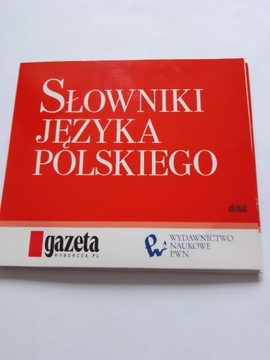 SŁOWNIKI
JĘZYKA
POLSKIEGO
disc
gazeta
WYBORCZA.PL
WYDAWNICTWO
NAUKOWE
PWN